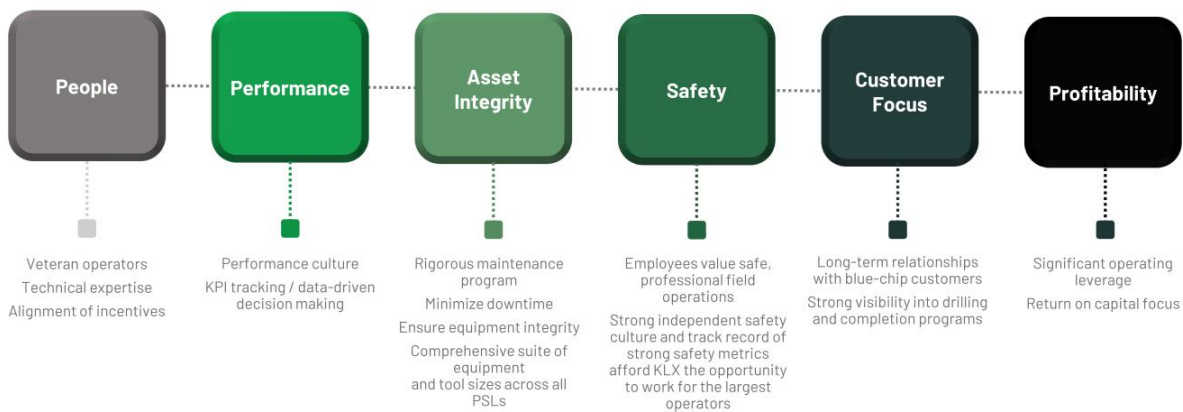 People
Performance
Asset
Integrity
Safety
Customer
Focus
Profitability
Veteran operators
Technical expertise
Alignment of incentives
Performance culture
KPI tracking / data-driven
decision making
Rigorous maintenance
program
Minimize downtime
Ensure equipment integrity
Comprehensive suite of
equipment
and tool sizes across all
PSLs
Employees value safe,
professional field
operations
Strong independent safety
culture and track record of
strong safety metrics
afford KLX the opportunity
to work for the largest
operators
Long-term relationships
with blue-chip customers
Strong visibility into drilling
and completion programs
Significant operating
leverage
Return on capital focus